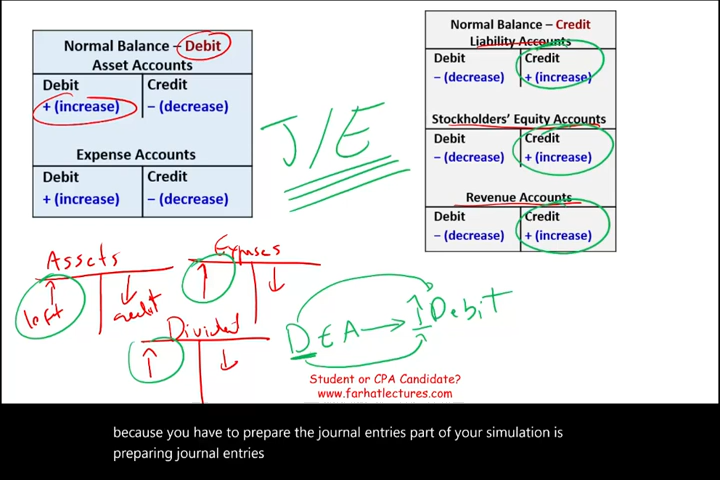 Normal Balance – Debit
Asset Accounts
Debit Credit
+ (increase) – (decrease)
Expense Accounts
Debit Credit
+ (increase) – (decrease)
Normal Balance – Credit
Liability Accounts
Debit Credit
– (decrease) + (increase)
Stockholders' Equity Accounts
Debit Credit
– (decrease) + (increase)
Revenue Accounts
Debit Credit
– (decrease) + (increase)
J/E
Assets
↑ ↓
left credit
Expenses
↑ ↓
Divided
↑ ↓
DEA → ↑ Debit
Student or CPA Candidate?
www.farhatlectures.com
because you have to prepare the journal entries part of your simulation is
preparing journal entries